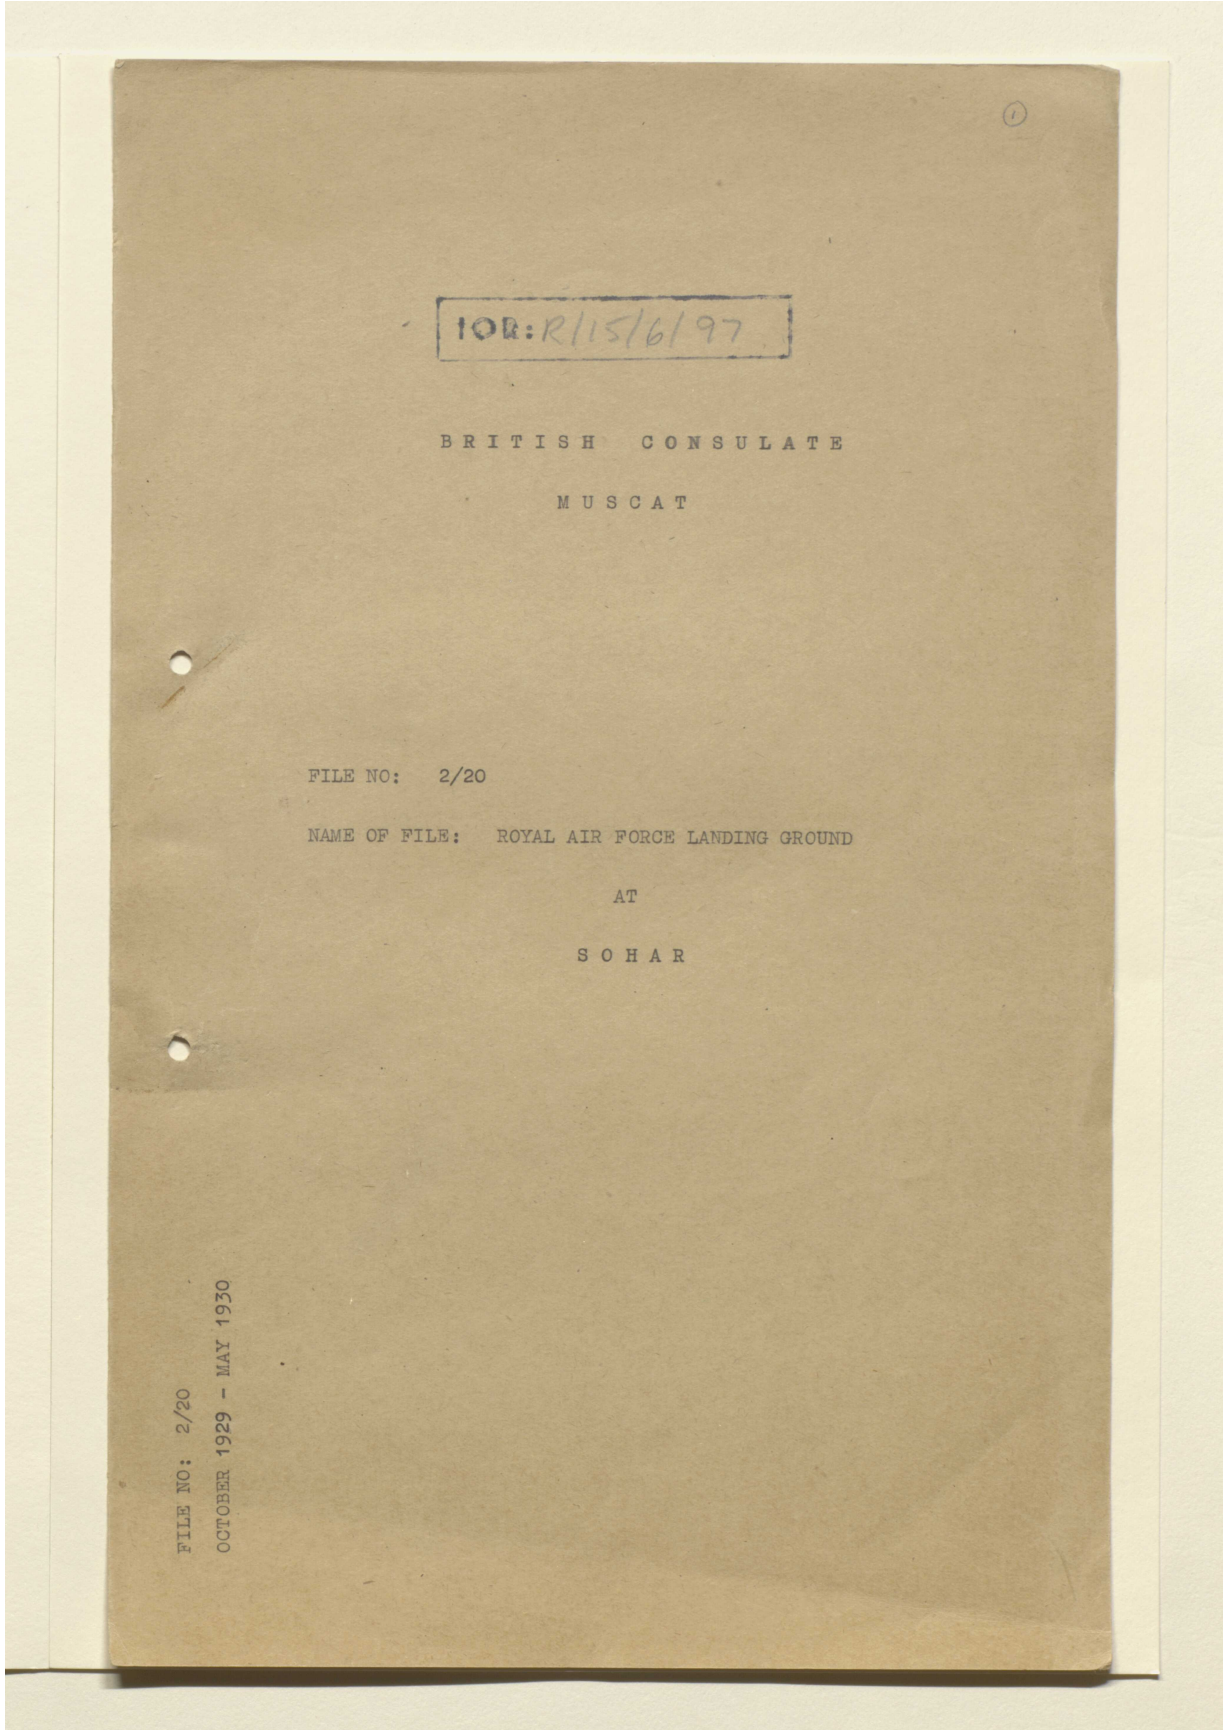 1
IOR: R/15/6/97
BRITISH CONSULATE
MUSCAT
FILE NO: 2/20
NAME OF FILE: ROYAL AIR FORCE LANDING GROUND
AT
SOHAR
FILE NO: 2/20
OCTOBER 1929 - MAY 1930